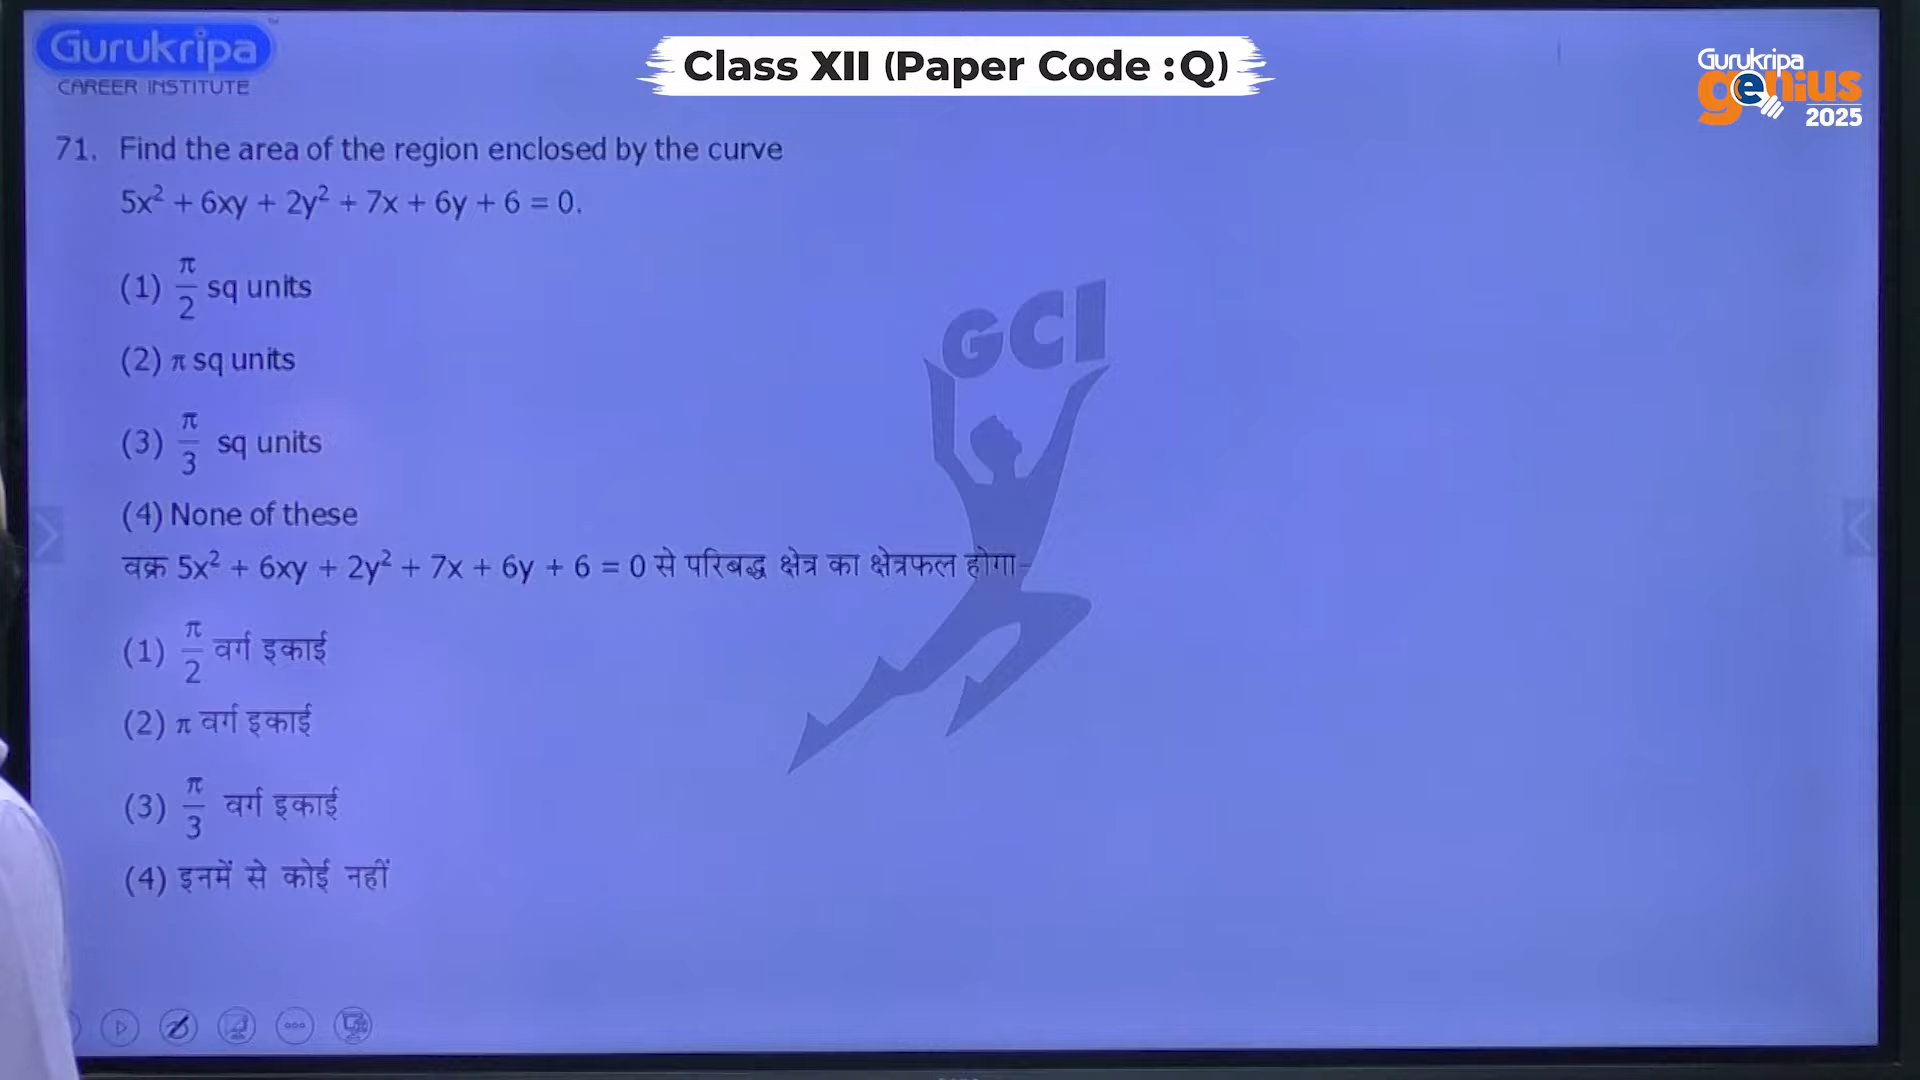 Gurukripa
CAREER INSTITUTE
Class XII (Paper Code :Q)
Gurukripa
genius
2025
71. Find the area of the region enclosed by the curve
5x² + 6xy + 2y² + 7x + 6y + 6 = 0.
(1) π/2 sq units
(2) π sq units
(3) π/3 sq units
(4) None of these
वक्र 5x² + 6xy + 2y² + 7x + 6y + 6 = 0 से परिबद्ध क्षेत्र का क्षेत्रफल होगा-
(1) π/2 वर्ग इकाई
(2) π वर्ग इकाई
(3) π/3 वर्ग इकाई
(4) इनमें से कोई नहीं
GCI